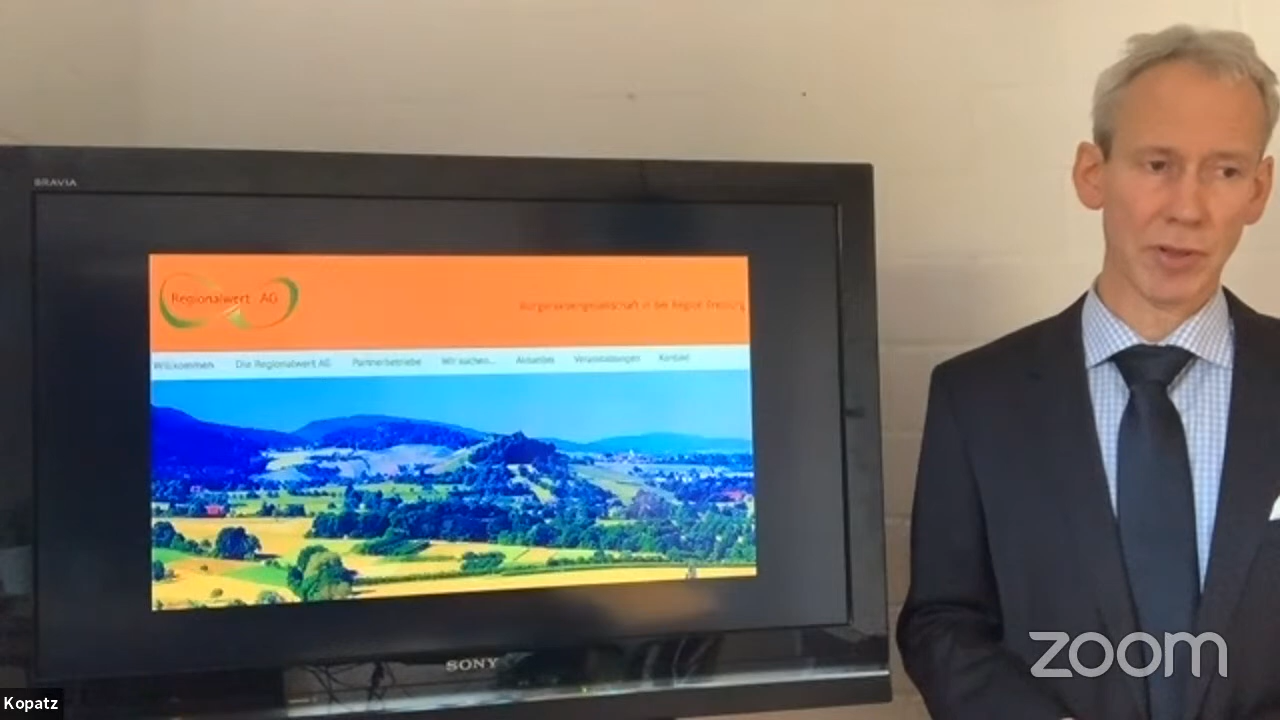 BRAVIA
Regionalwert AG
Bürgeraktiengesellschaft in der Region Freiburg
Willkommen Die Regionalwert AG Partnerbetriebe Wir suchen... Aktuelles Veranstaltungen Kontakt
SONY
zoom
Kopatz